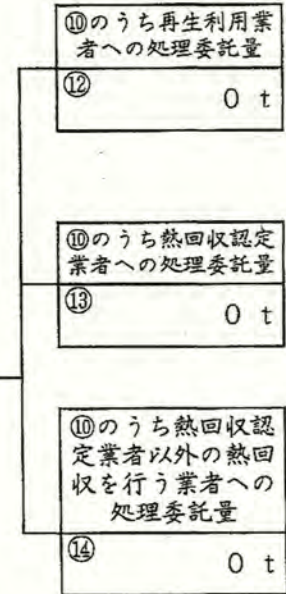 ⑩のうち再生利用業
者への処理委託量
⑫
0 t
⑩のうち熱回収認定
業者への処理委託量
⑬
0 t
⑩のうち熱回収認
定業者以外の熱回
収を行う業者への
処理委託量
⑭
0 t